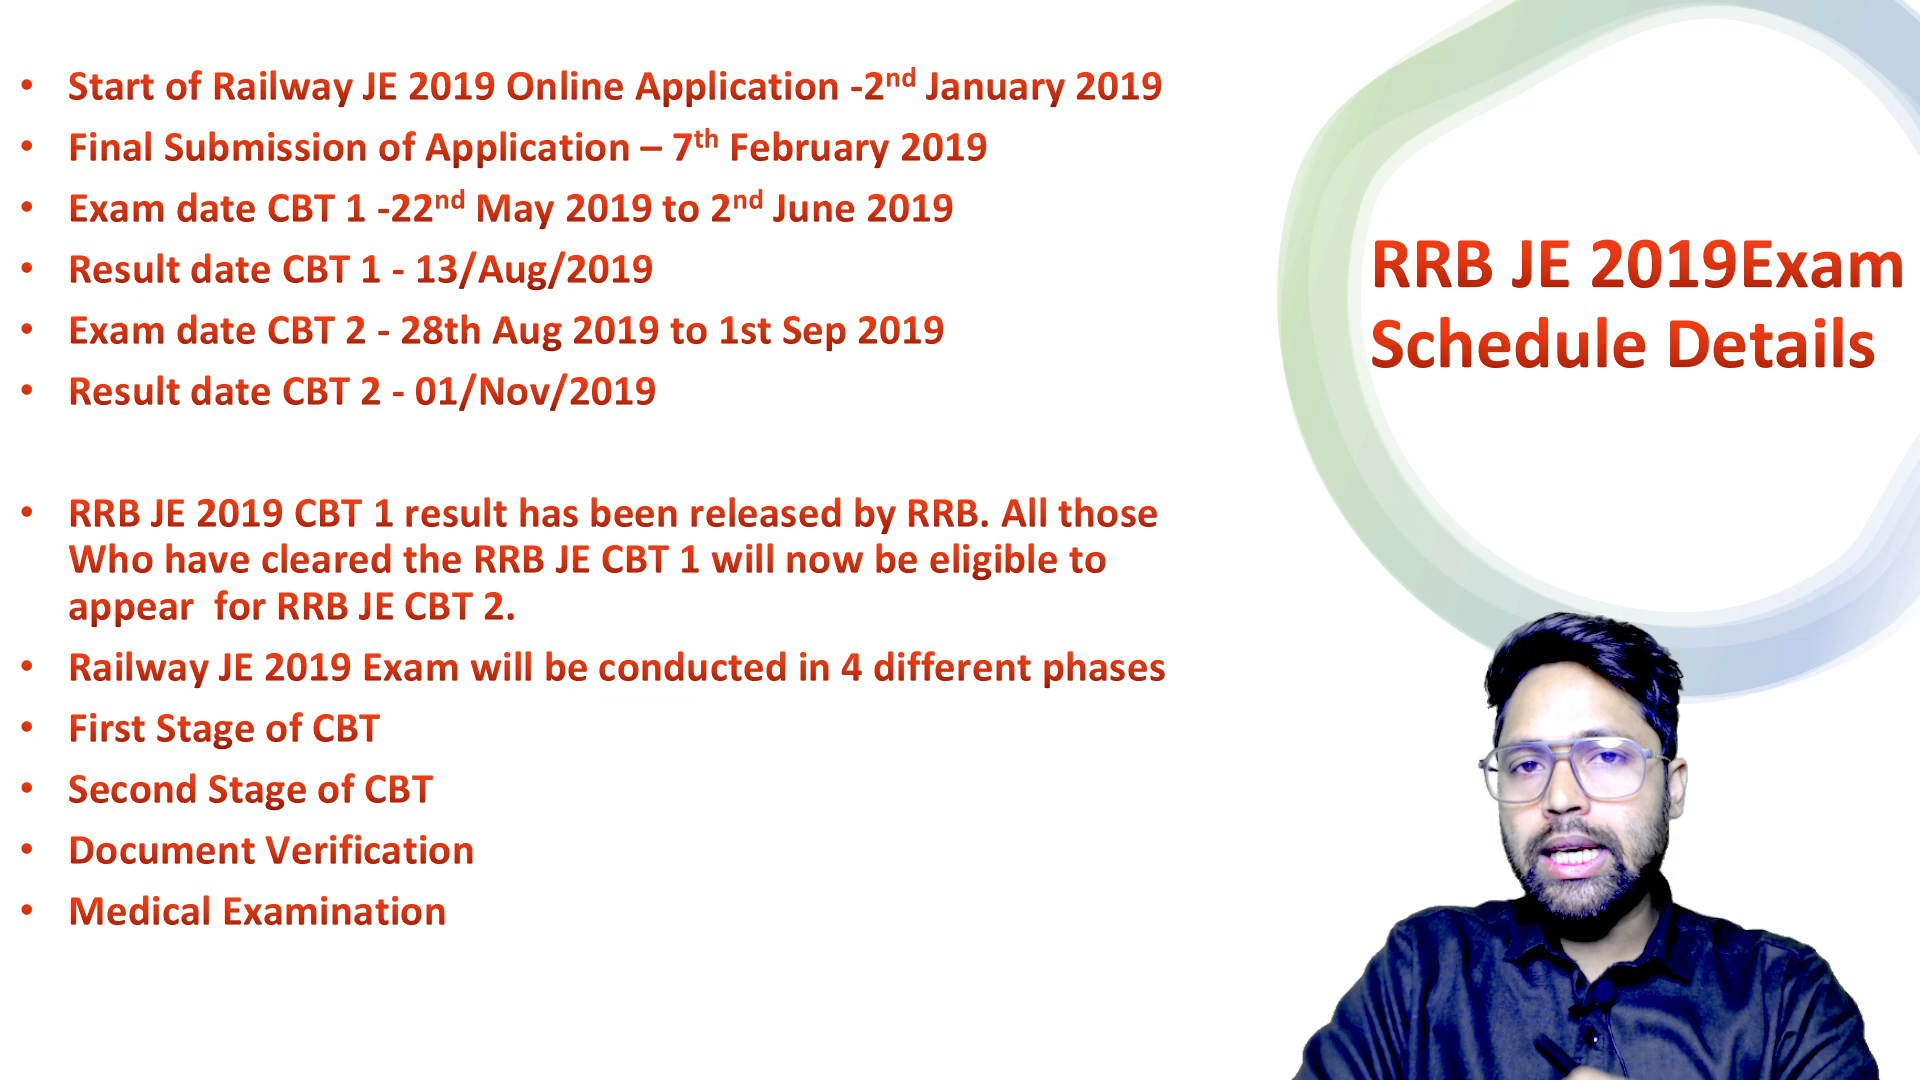 • Start of Railway JE 2019 Online Application -2nd January 2019
• Final Submission of Application – 7th February 2019
• Exam date CBT 1 -22nd May 2019 to 2nd June 2019
• Result date CBT 1 - 13/Aug/2019
• Exam date CBT 2 - 28th Aug 2019 to 1st Sep 2019
• Result date CBT 2 - 01/Nov/2019
• RRB JE 2019 CBT 1 result has been released by RRB. All those
Who have cleared the RRB JE CBT 1 will now be eligible to
appear  for RRB JE CBT 2.
• Railway JE 2019 Exam will be conducted in 4 different phases
• First Stage of CBT
• Second Stage of CBT
• Document Verification
• Medical Examination
RRB JE 2019Exam
Schedule Details